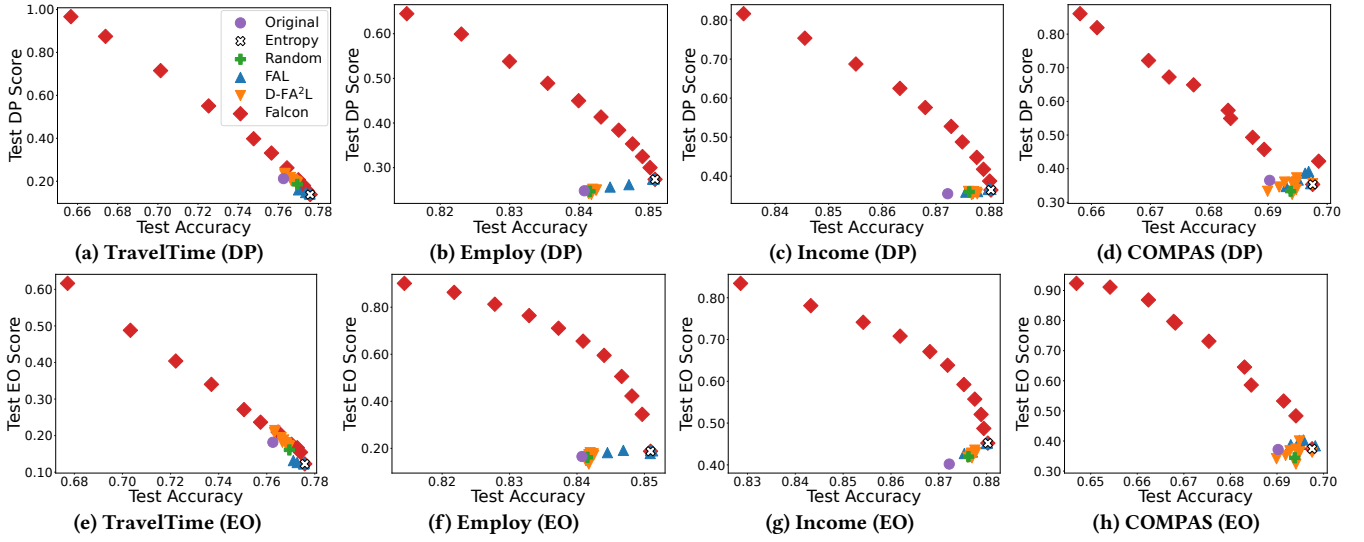 Test DP Score
1.00
0.80
0.60
0.40
0.20
0.66 0.68 0.70 0.72 0.74 0.76 0.78
Test Accuracy
Original
Entropy
Random
FAL
D-FA²L
Falcon
(a) TravelTime (DP)
Test DP Score
0.60
0.50
0.40
0.30
0.82 0.83 0.84 0.85
Test Accuracy
(b) Employ (DP)
Test DP Score
0.80
0.70
0.60
0.50
0.40
0.84 0.85 0.86 0.87 0.88
Test Accuracy
(c) Income (DP)
Test DP Score
0.80
0.70
0.60
0.50
0.40
0.30
0.66 0.67 0.68 0.69 0.70
Test Accuracy
(d) COMPAS (DP)
Test EO Score
0.60
0.50
0.40
0.30
0.20
0.10
0.68 0.70 0.72 0.74 0.76 0.78
Test Accuracy
(e) TravelTime (EO)
Test EO Score
0.80
0.60
0.40
0.20
0.82 0.83 0.84 0.85
Test Accuracy
(f) Employ (EO)
Test EO Score
0.80
0.70
0.60
0.50
0.40
0.83 0.84 0.85 0.86 0.87 0.88
Test Accuracy
(g) Income (EO)
Test EO Score
0.90
0.80
0.70
0.60
0.50
0.40
0.30
0.65 0.66 0.67 0.68 0.69 0.70
Test Accuracy
(h) COMPAS (EO)